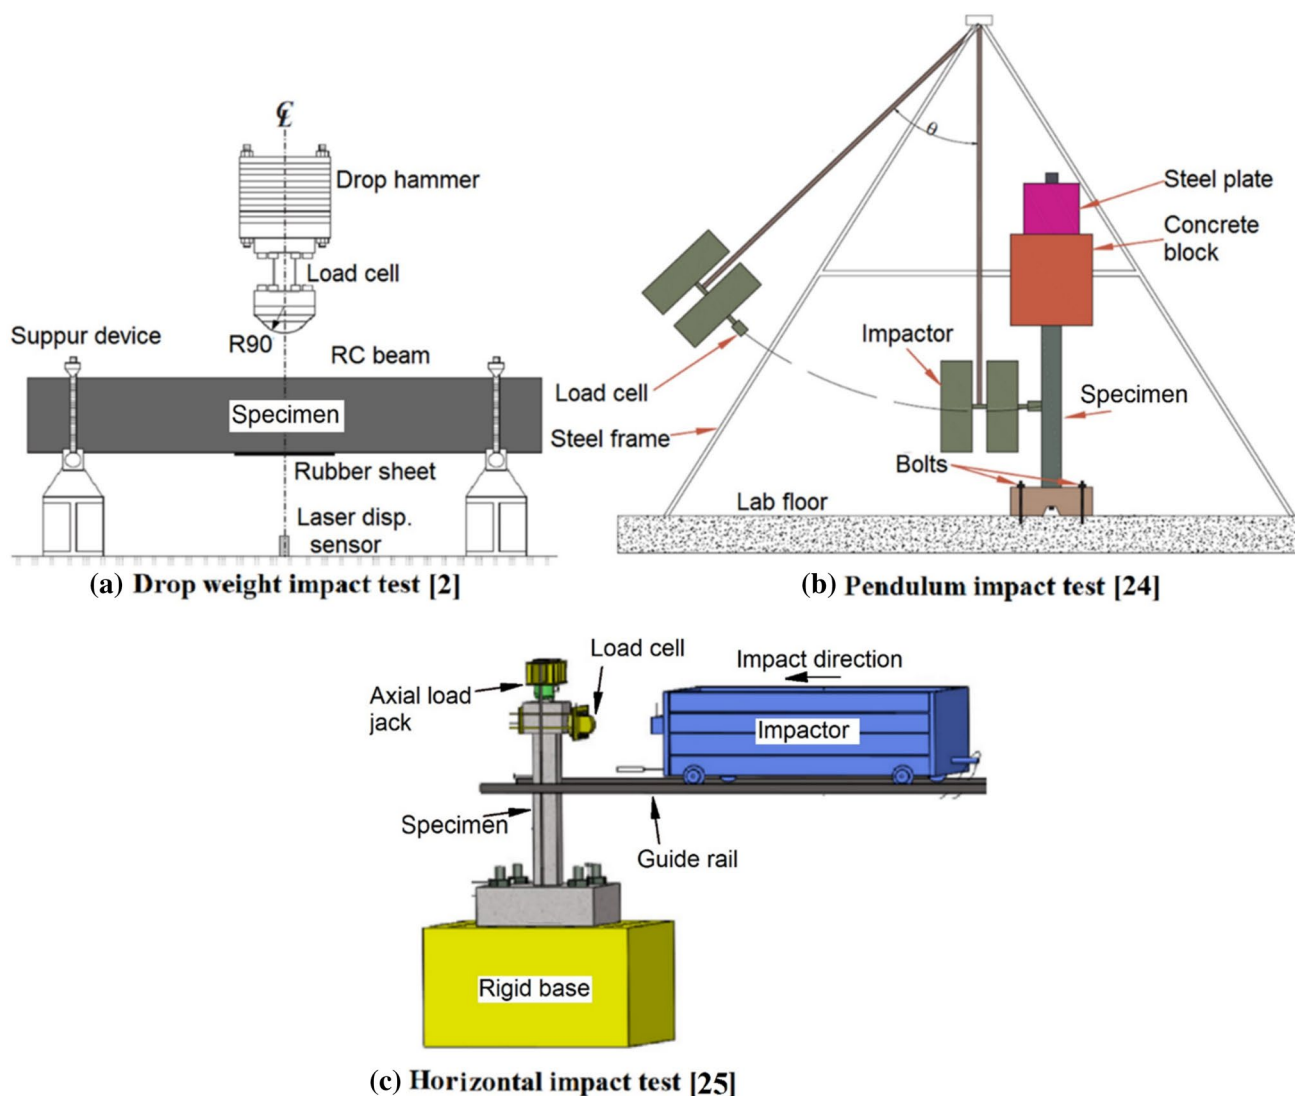 ℄
Drop hammer
Load cell
R90
Suppur device
RC beam
Specimen
Rubber sheet
Laser disp.
sensor
(a) Drop weight impact test [2]
θ
Steel plate
Concrete
block
Impactor
Load cell
Specimen
Steel frame
Bolts
Lab floor
(b) Pendulum impact test [24]
Load cell
Impact direction
Axial load
jack
Impactor
Specimen
Guide rail
Rigid base
(c) Horizontal impact test [25]